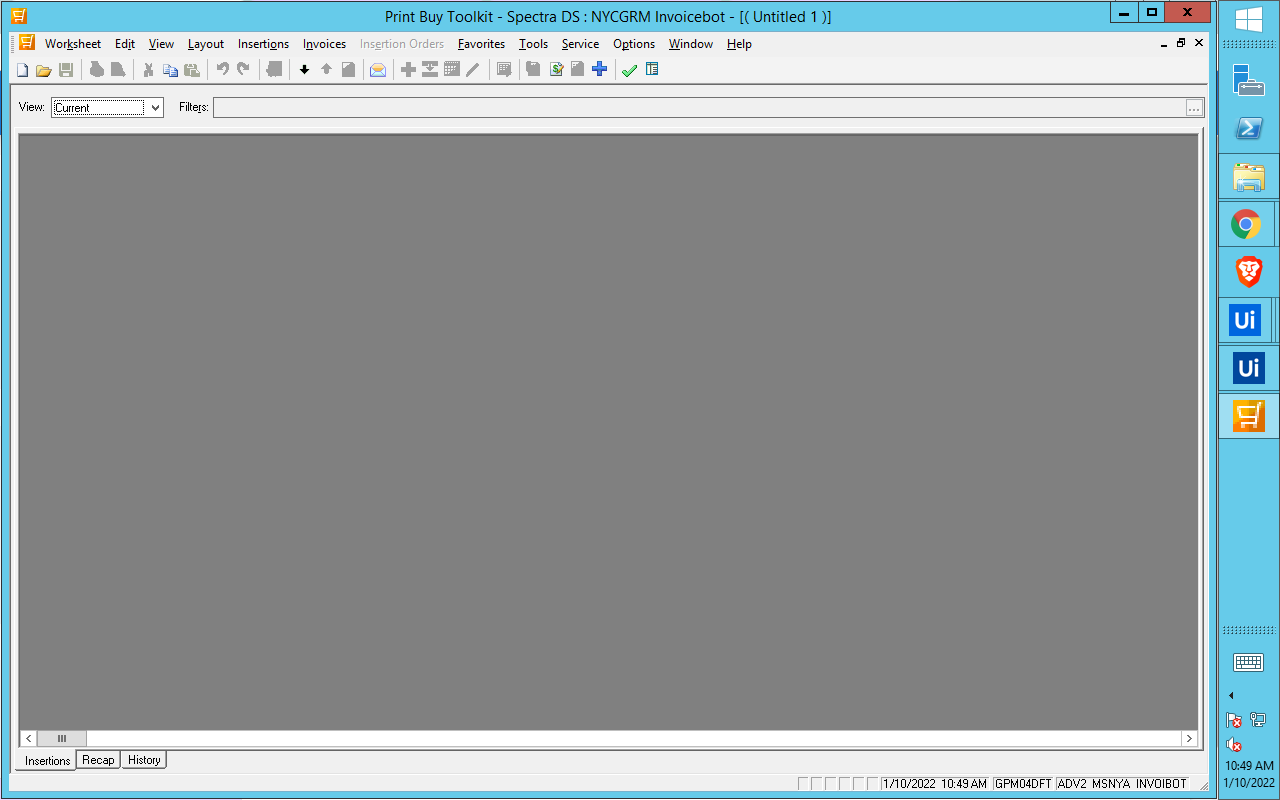 Print Buy Toolkit - Spectra DS : NYCGRM Invoicebot - [( Untitled 1 )]
Worksheet Edit View Layout Insertions Invoices Insertion Orders Favorites Tools Service Options Window Help
View: Current Filters: ...
Ui
Ui
Insertions Recap History
1/10/2022 10:49 AM GPM04DFT ADV2 MSNYA INVOIBOT
10:49 AM
1/10/2022